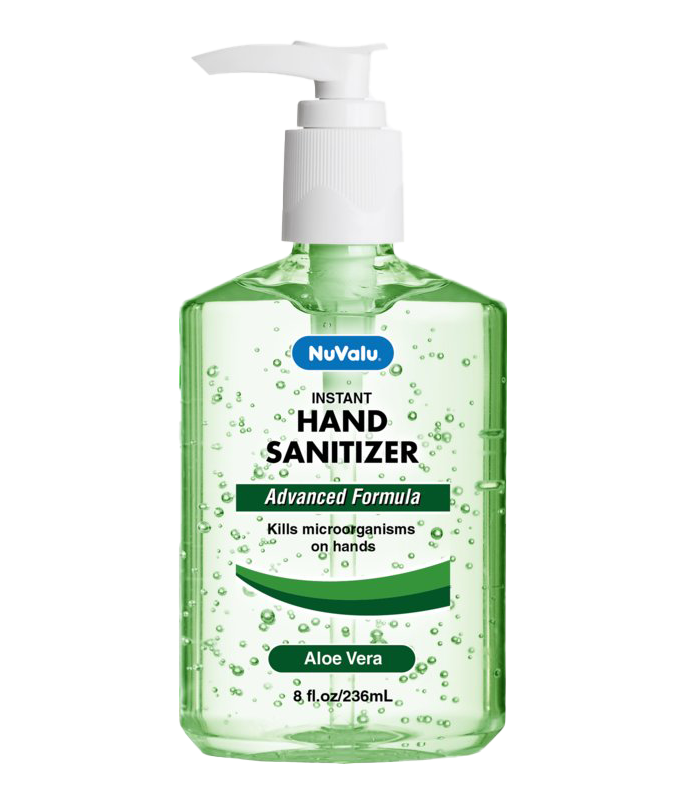 NuValu.
INSTANT
HAND
SANITIZER
Advanced Formula
Kills microorganisms
on hands
Aloe Vera
8 fl.oz/236mL